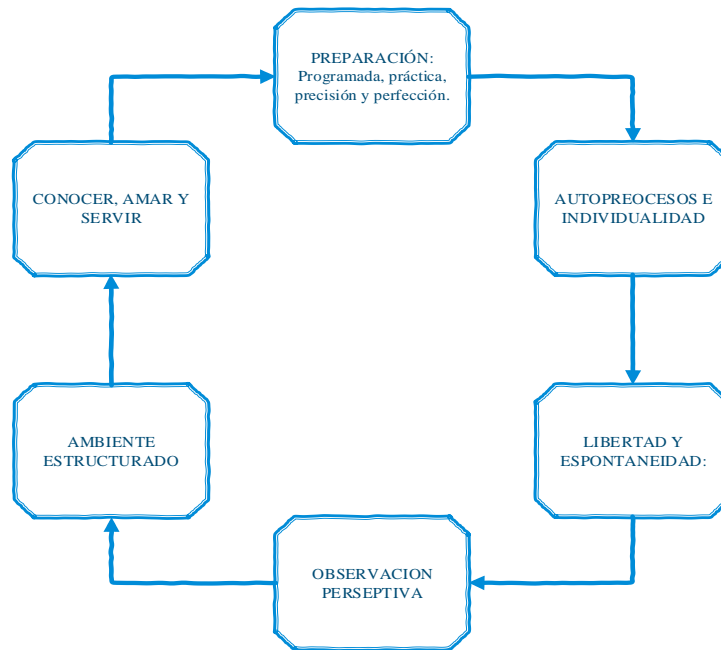 PREPARACIÓN:
Programada, práctica,
precisión y perfección.
AUTOPREOCESOS E
INDIVIDUALIDAD
LIBERTAD Y
ESPONTANEIDAD:
OBSERVACION
PERSEPTIVA
AMBIENTE
ESTRUCTURADO
CONOCER, AMAR Y
SERVIR